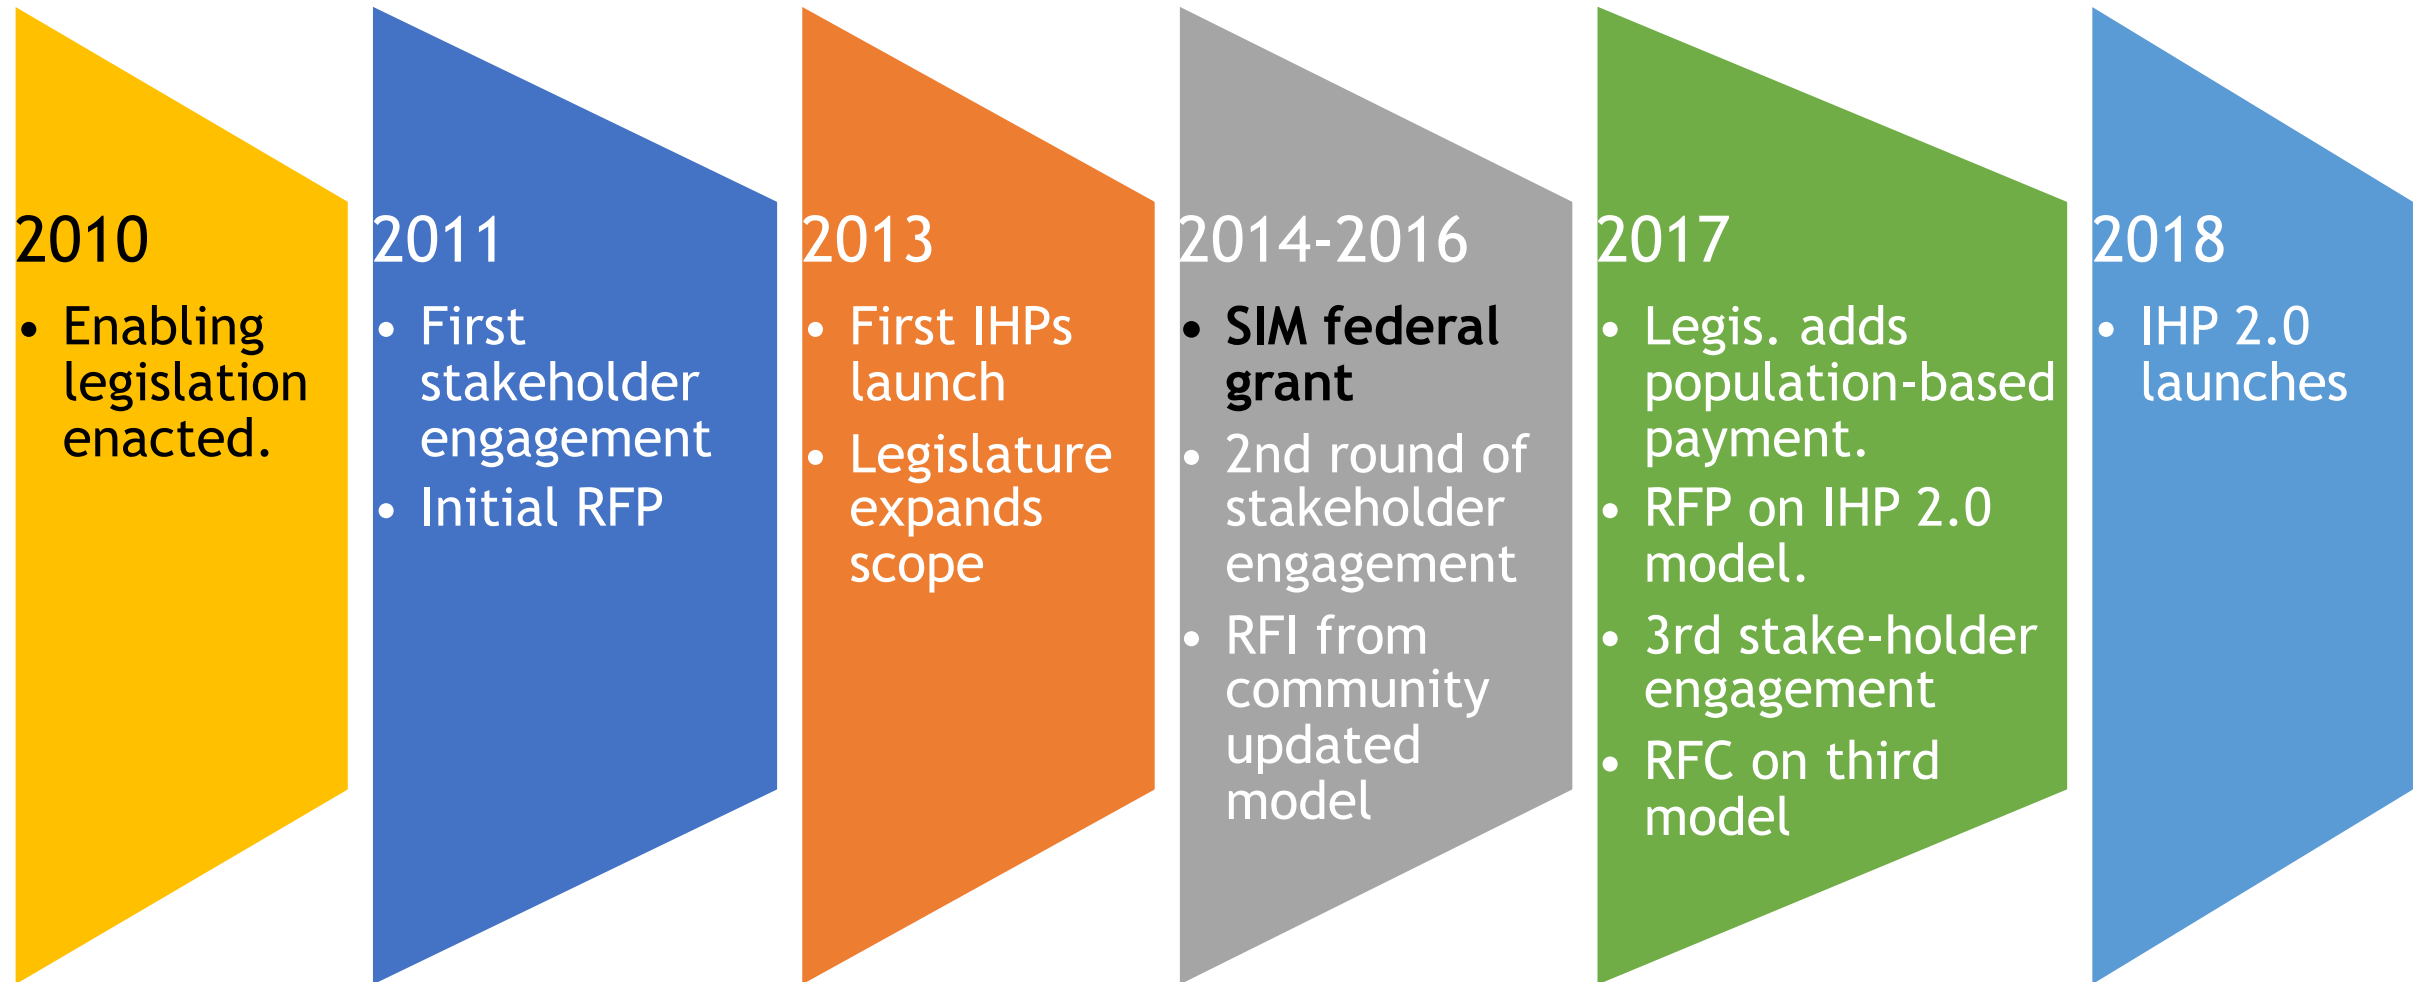 2010
• Enabling
legislation
enacted.
2011
• First
stakeholder
engagement
• Initial RFP
2013
• First IHPs
launch
• Legislature
expands
scope
2014-2016
• SIM federal
grant
• 2nd round of
stakeholder
engagement
• RFI from
community
updated
model
2017
• Legis. adds
population-based
payment.
• RFP on IHP 2.0
model.
• 3rd stake-holder
engagement
• RFC on third
model
2018
• IHP 2.0
launches